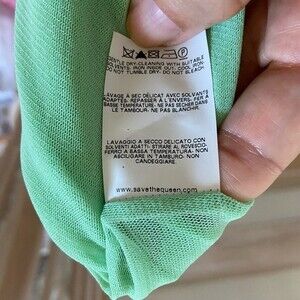 GENTLE DRY-CLEANING WITH SUITABLE
SOLVENTS. IRON INSIDE OUT. COOL IRON.
DO NOT TUMBLE DRY. DO NOT BLEACH.
LAVAGE À SEC DÉLICAT AVEC SOLVANTS
ADAPTÉS. REPASSER À L'ENVERS. FER À
BASSE TEMPÉRATURE. NE PAS SÉCHER DANS
LE TAMBOUR. NE PAS BLANCHIR.
LAVAGGIO A SECCO DELICATO CON
SOLVENTI ADATTI - STIRARE AL ROVESCIO-
FERRO A BASSA TEMPERATURA. NON
ASCIUGARE IN TAMBURO. NON
CANDEGGIARE
www.savethequeen.com